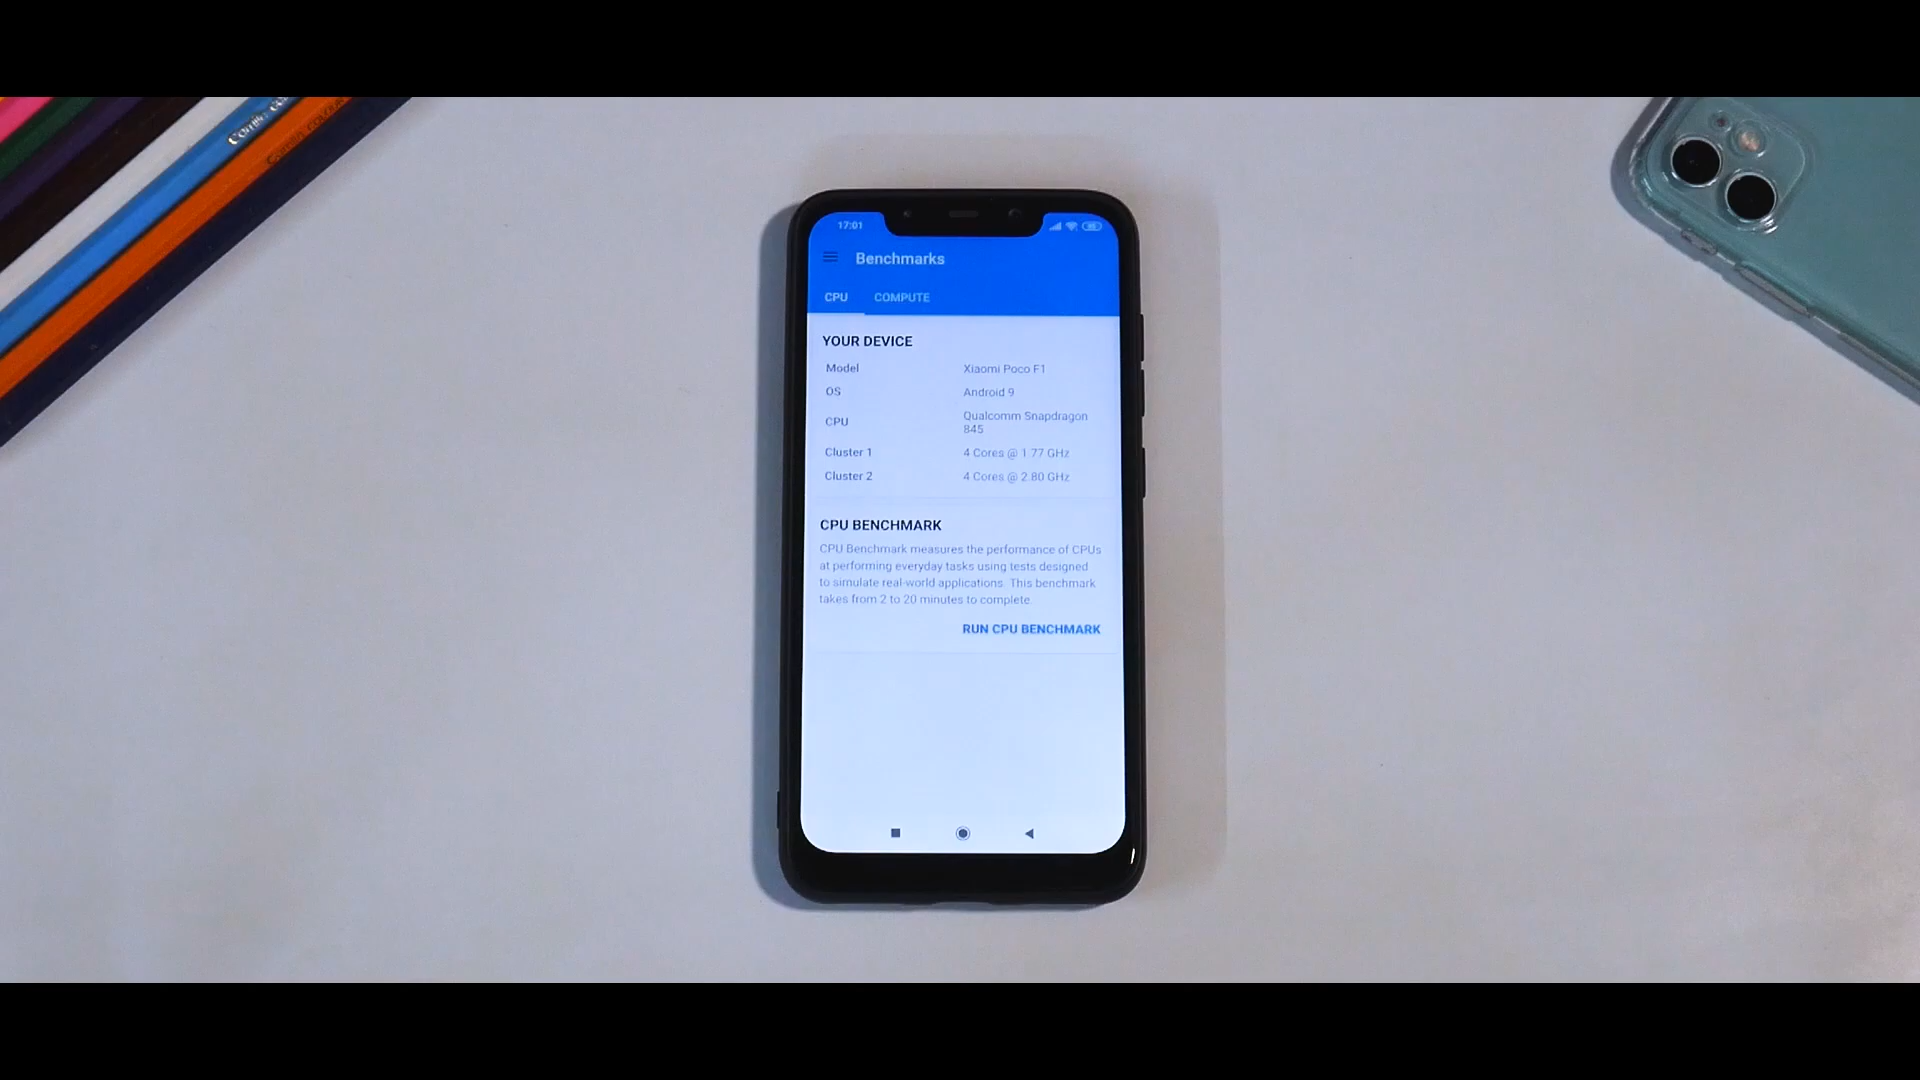 Camlin
17:01
Benchmarks
CPU COMPUTE
YOUR DEVICE
Model Xiaomi Poco F1
OS Android 9
CPU Qualcomm Snapdragon
845
Cluster 1 4 Cores @ 1.77 GHz
Cluster 2 4 Cores @ 2.80 GHz
CPU BENCHMARK
CPU Benchmark measures the performance of CPUs
at performing everyday tasks using tests designed
to simulate real-world applications. This benchmark
takes from 2 to 20 minutes to complete.
RUN CPU BENCHMARK